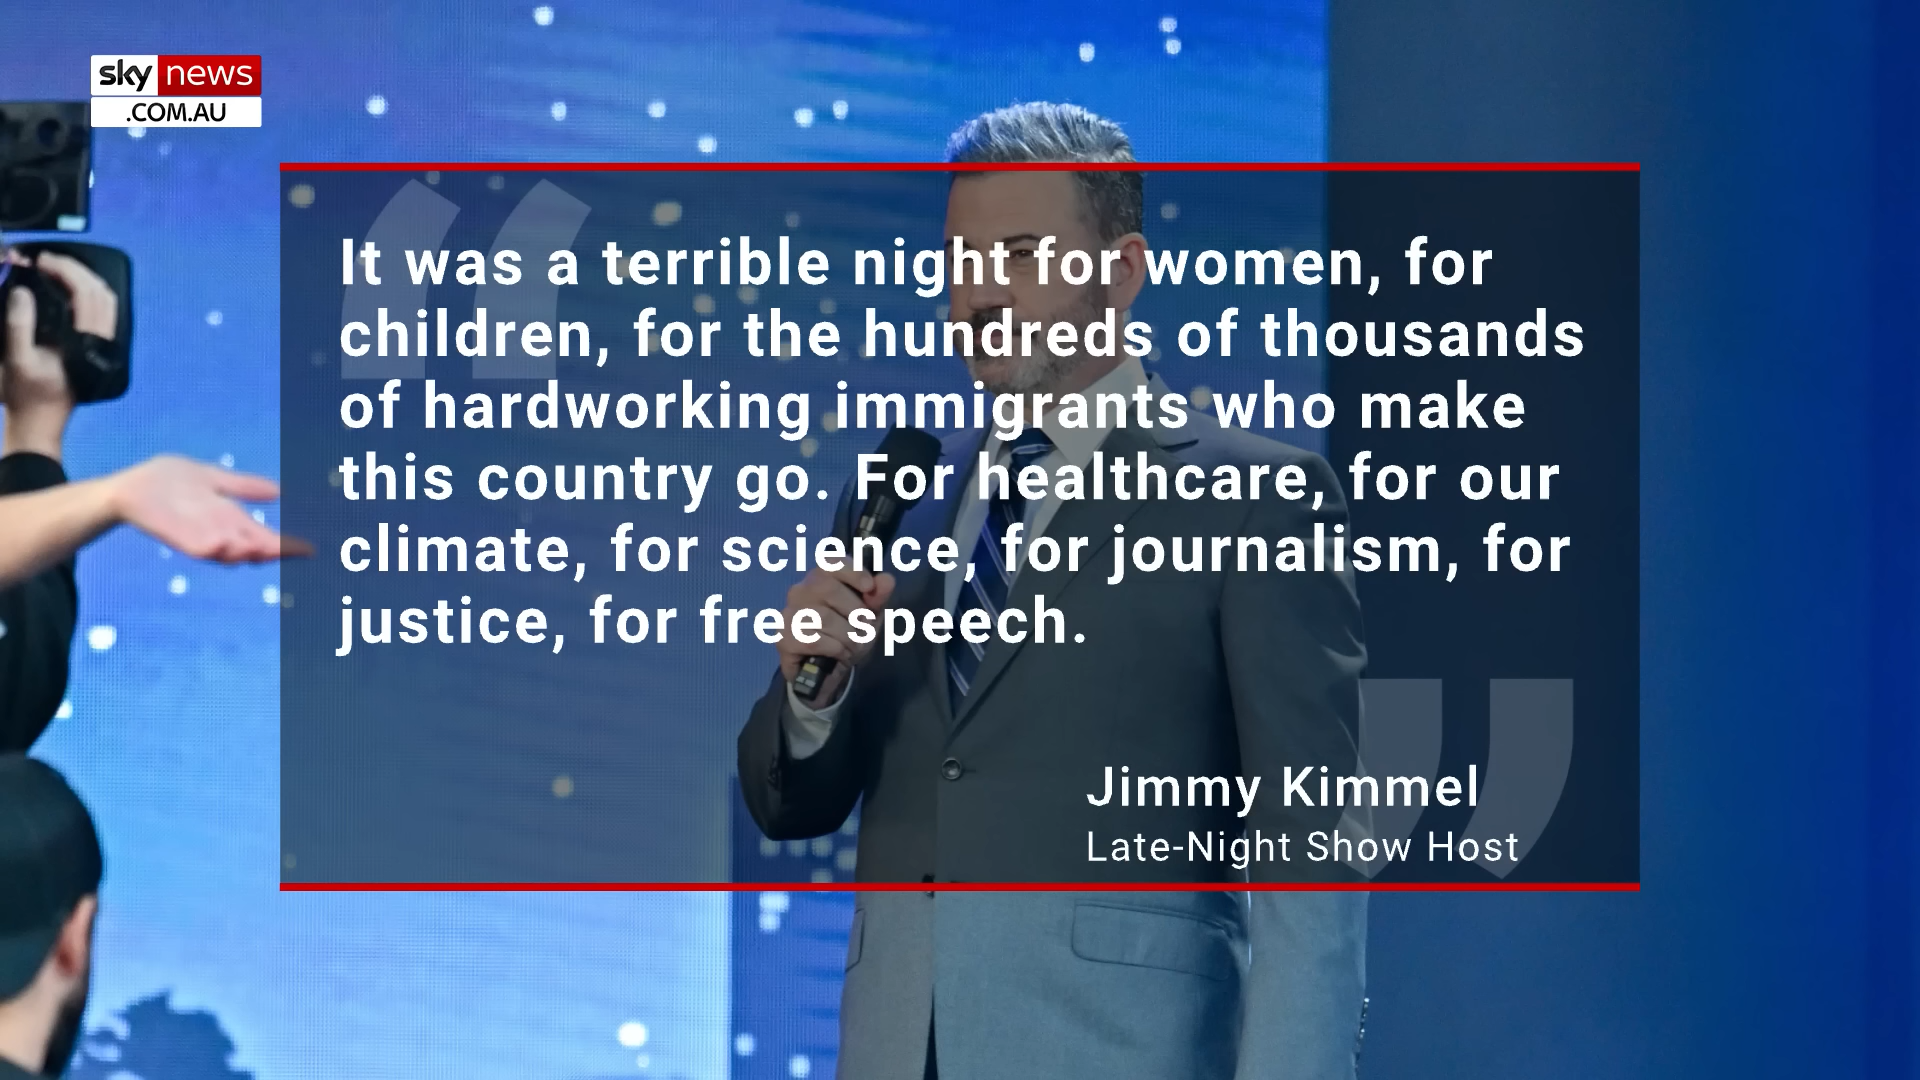 sky news
.COM.AU
It was a terrible night for women, for
children, for the hundreds of thousands
of hardworking immigrants who make
this country go. For healthcare, for our
climate, for science, for journalism, for
justice, for free speech.
Jimmy Kimmel
Late-Night Show Host